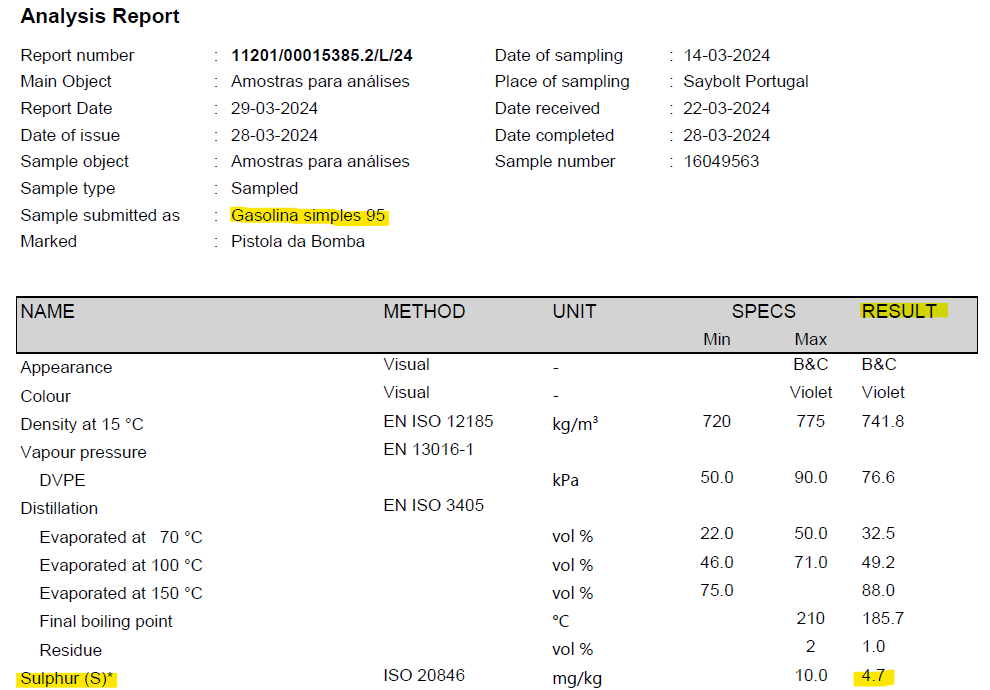 Analysis Report
Report number : 11201/00015385.2/L/24 Date of sampling : 14-03-2024
Main Object : Amostras para análises Place of sampling : Saybolt Portugal
Report Date : 29-03-2024 Date received : 22-03-2024
Date of issue : 28-03-2024 Date completed : 28-03-2024
Sample object : Amostras para análises Sample number : 16049563
Sample type : Sampled
Sample submitted as : Gasolina simples 95
Marked : Pistola da Bomba
NAME METHOD UNIT SPECS RESULT
Min Max
Appearance Visual - B&C B&C
Colour Visual - Violet Violet
Density at 15 °C EN ISO 12185 kg/m³ 720 775 741.8
Vapour pressure EN 13016-1
DVPE kPa 50.0 90.0 76.6
Distillation EN ISO 3405
Evaporated at 70 °C vol % 22.0 50.0 32.5
Evaporated at 100 °C vol % 46.0 71.0 49.2
Evaporated at 150 °C vol % 75.0 88.0
Final boiling point °C 210 185.7
Residue vol % 2 1.0
Sulphur (S)* ISO 20846 mg/kg 10.0 4.7